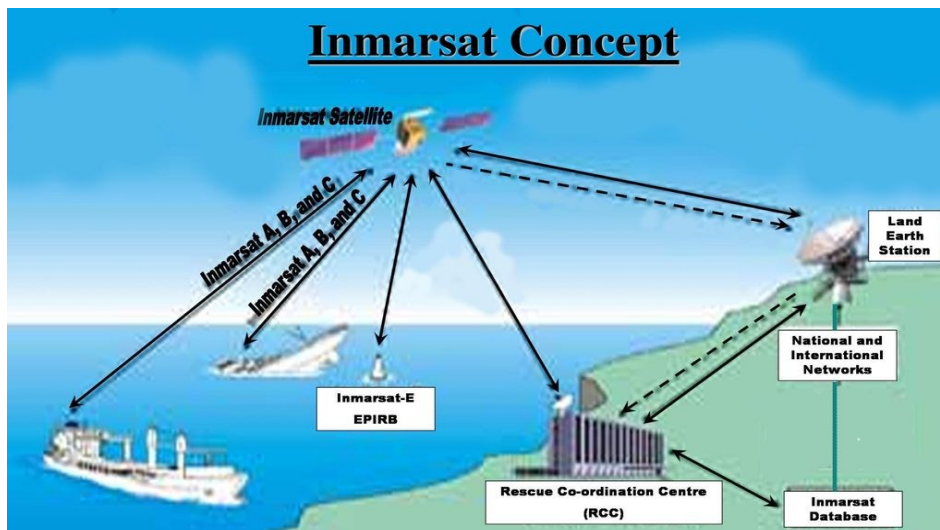 Inmarsat Concept
Inmarsat Satellite
Inmarsat A, B, and C
Inmarsat A, B, and C
Land
Earth
Station
National and
International
Networks
Inmarsat-E
EPIRB
Rescue Co-ordination Centre
(RCC)
Inmarsat
Database